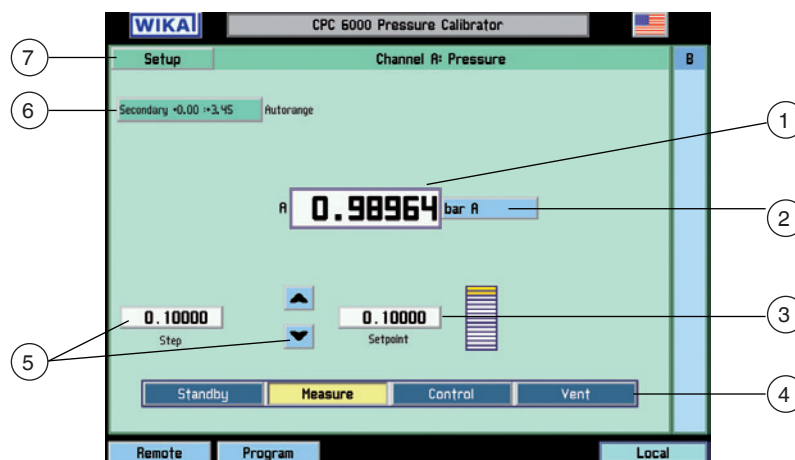 WIKA CPC 6000 Pressure Calibrator
7 Setup Channel A: Pressure B
6 Secondary +0.00 :+3.45 Autorange
1
A 0.98964 bar A
2
0.10000 0.10000 3
Step Setpoint
5
Standby Measure Control Vent 4
Remote Program Local